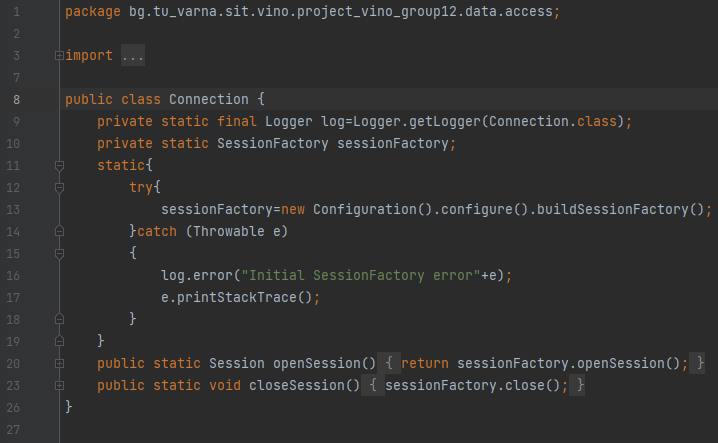 1 package bg.tu_varna.sit.vino.project_vino_group12.data.access;
2
3 import ...
7
8 public class Connection {
9 private static final Logger log=Logger.getLogger(Connection.class);
10 private static SessionFactory sessionFactory;
11 static{
12 try{
13 sessionFactory=new Configuration().configure().buildSessionFactory();
14 }catch (Throwable e)
15 {
16 log.error("Initial SessionFactory error"+e);
17 e.printStackTrace();
18 }
19 }
20 public static Session openSession() { return sessionFactory.openSession(); }
23 public static void closeSession() { sessionFactory.close(); }
26 }
27